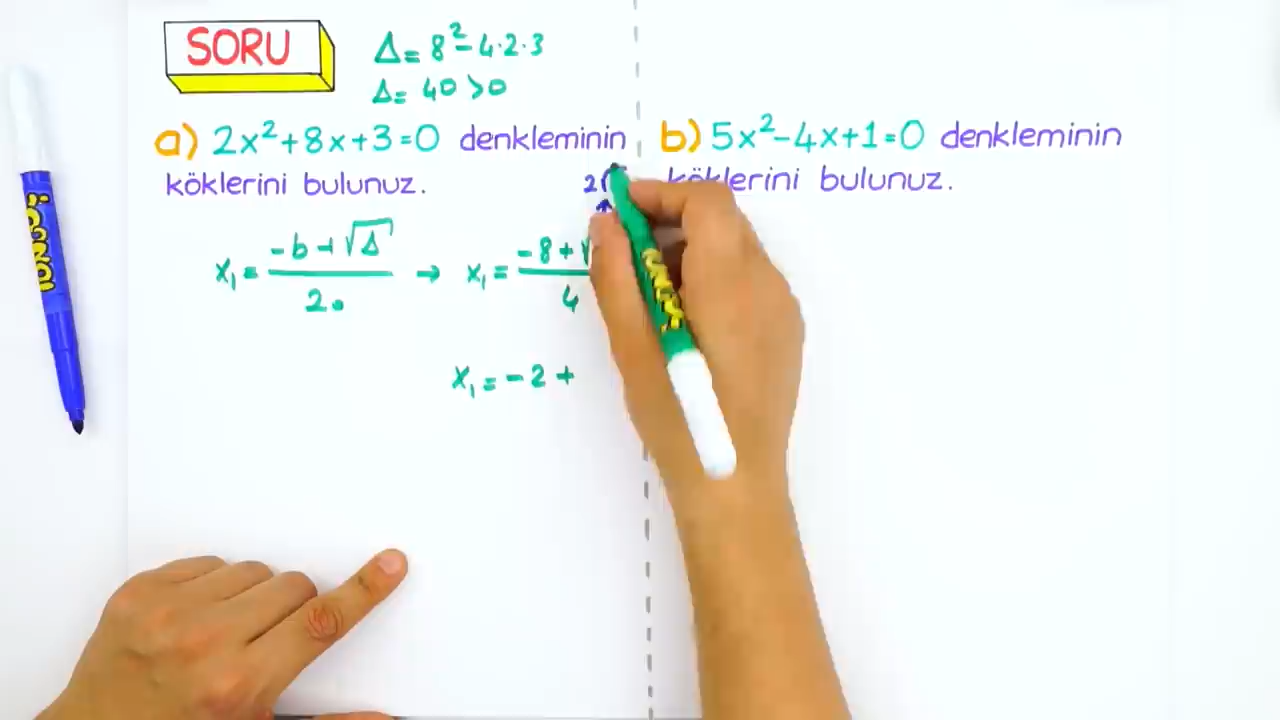 SORU
Δ = 8² - 4·2·3
Δ = 40 > 0
a) 2x² + 8x + 3 = 0 denkleminin
köklerini bulunuz.
x₁ = (-b + √Δ) / 2a → x₁ = (-8 + √ / 4
x₁ = -2 +
b) 5x² - 4x + 1 = 0 denkleminin
köklerini bulunuz.